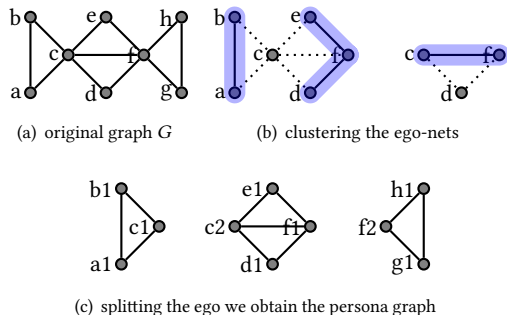 b e h b e
c f c f c f
a d g a d d
(a) original graph G (b) clustering the ego-nets
b1 e1 h1
c1 c2 f1 f2
a1 d1 g1
(c) splitting the ego we obtain the persona graph